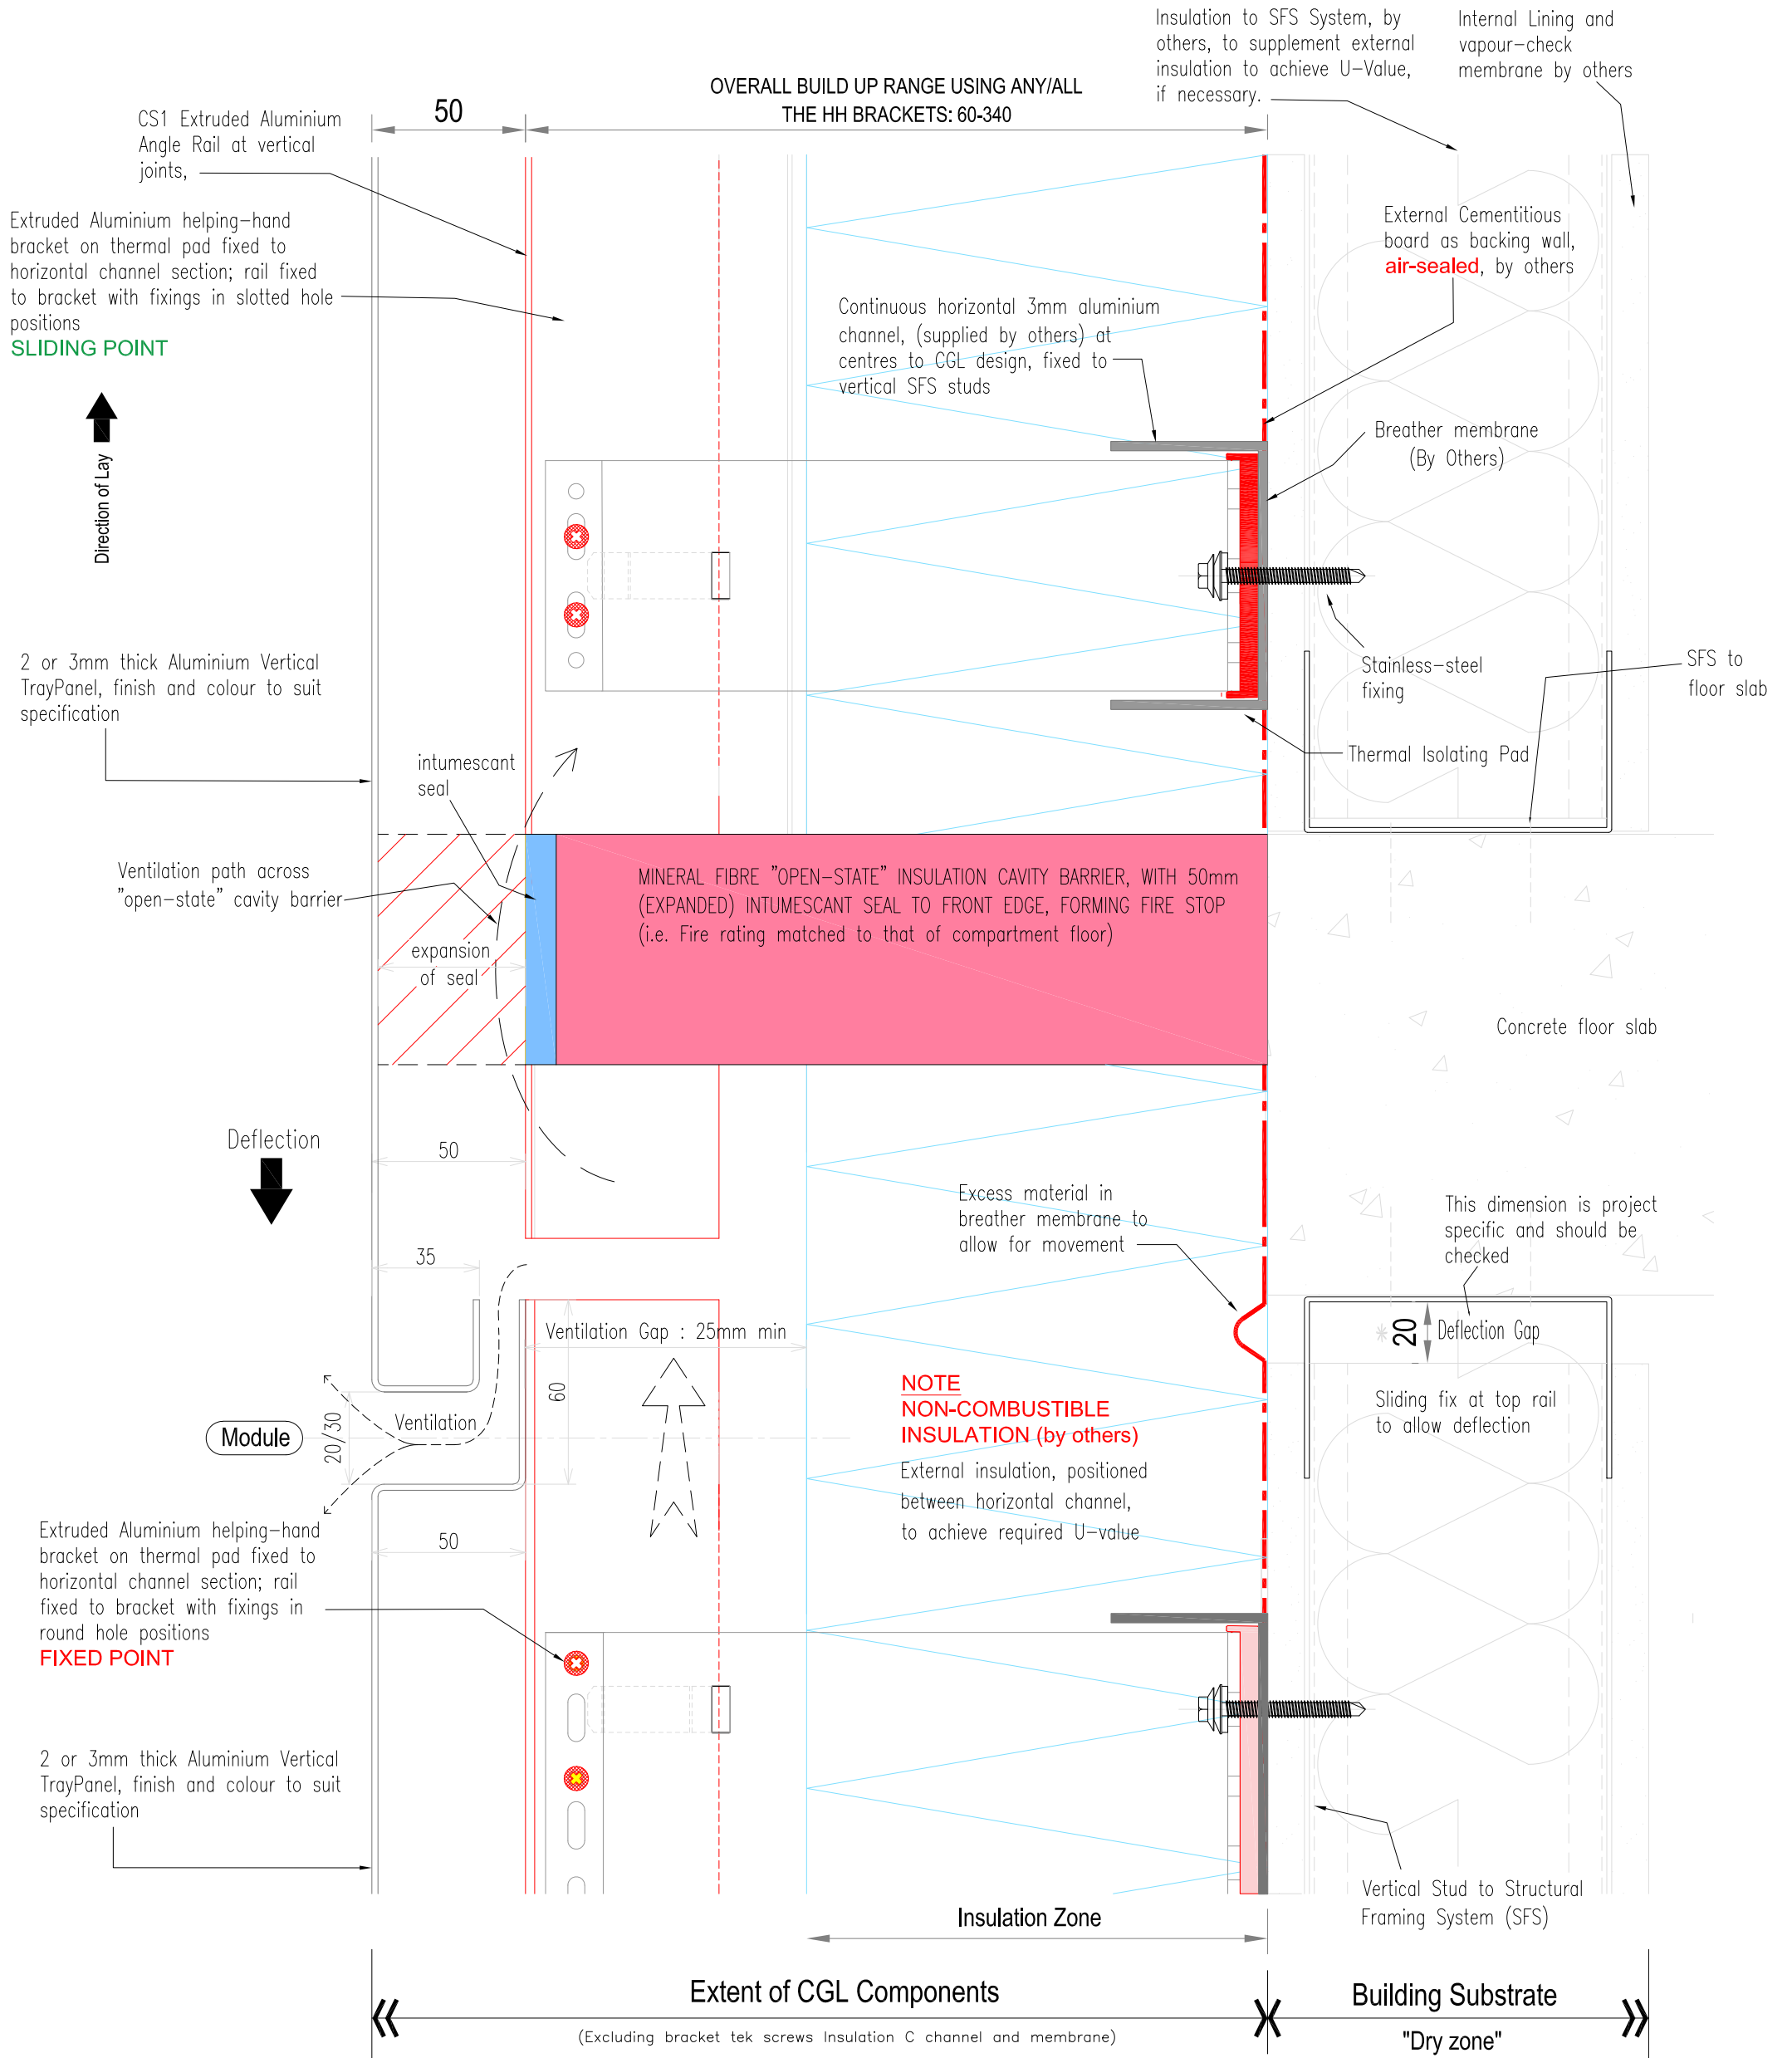 Insulation to SFS System, by
others, to supplement external
insulation to achieve U-Value,
if necessary.
Internal Lining and
vapour-check
membrane by others
OVERALL BUILD UP RANGE USING ANY/ALL
THE HH BRACKETS: 60-340
50
CS1 Extruded Aluminium
Angle Rail at vertical
joints,
Extruded Aluminium helping-hand
bracket on thermal pad fixed to
horizontal channel section; rail fixed
to bracket with fixings in slotted hole
positions
SLIDING POINT
External Cementitious
board as backing wall,
air-sealed, by others
Continuous horizontal 3mm aluminium
channel, (supplied by others) at
centres to CGL design, fixed to
vertical SFS studs
Direction of Lay
Breather membrane
(By Others)
2 or 3mm thick Aluminium Vertical
TrayPanel, finish and colour to suit
specification
Stainless-steel
fixing
SFS to
floor slab
Thermal Isolating Pad
intumescant
seal
Ventilation path across
"open-state" cavity barrier
MINERAL FIBRE "OPEN-STATE" INSULATION CAVITY BARRIER, WITH 50mm
(EXPANDED) INTUMESCANT SEAL TO FRONT EDGE, FORMING FIRE STOP
(i.e. Fire rating matched to that of compartment floor)
expansion
of seal
Concrete floor slab
Deflection
50
Excess material in
breather membrane to
allow for movement
This dimension is project
specific and should be
checked
35
Ventilation Gap : 25mm min
* 20
Deflection Gap
60
NOTE
NON-COMBUSTIBLE
INSULATION (by others)
Sliding fix at top rail
to allow deflection
Module
20/30
Ventilation
External insulation, positioned
between horizontal channel,
to achieve required U-value
Extruded Aluminium helping-hand
bracket on thermal pad fixed to
horizontal channel section; rail
fixed to bracket with fixings in
round hole positions
FIXED POINT
50
2 or 3mm thick Aluminium Vertical
TrayPanel, finish and colour to suit
specification
Vertical Stud to Structural
Framing System (SFS)
Insulation Zone
Extent of CGL Components
(Excluding bracket tek screws Insulation C channel and membrane)
Building Substrate
"Dry zone"